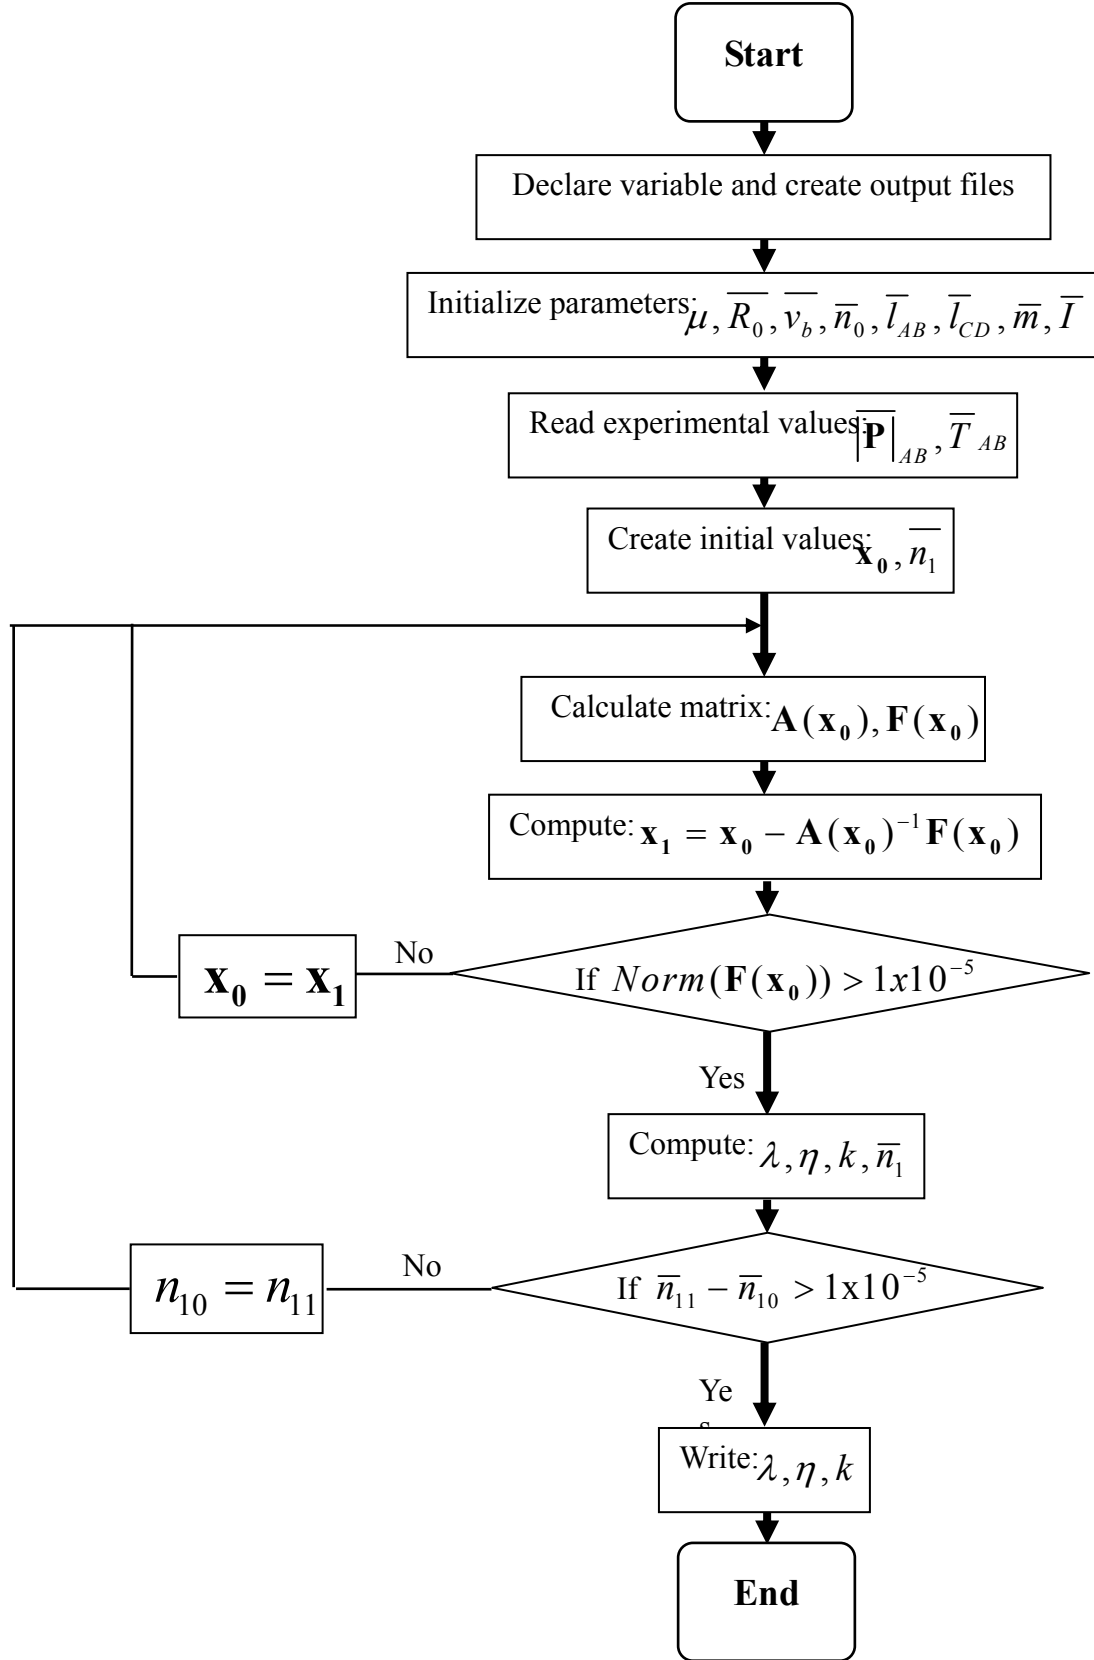 Start
Declare variable and create output files
Initialize parameters: μ, R̅₀, v̅_b, n̅₀, l̅_AB, l̅_CD, m̅, I̅
Read experimental values: |P̅|_AB, T̅_AB
Create initial values: x₀, n̅₁
Calculate matrix: A(x₀), F(x₀)
Compute: x₁ = x₀ − A(x₀)⁻¹F(x₀)
If Norm(F(x₀)) > 1x10⁻⁵
No
x₀ = x₁
Yes
Compute: λ, η, k, n̅₁
If n̅₁₁ − n̅₁₀ > 1x10⁻⁵
No
n₁₀ = n₁₁
Ye
s
Write: λ, η, k
End